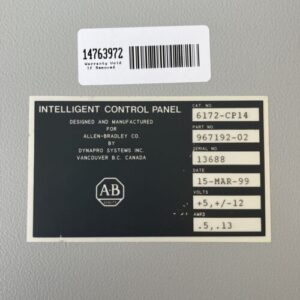 14763972
Warranty Void
If Removed
INTELLIGENT CONTROL PANEL
DESIGNED AND MANUFACTURED
FOR
ALLEN-BRADLEY CO.
BY
DYNAPRO SYSTEMS INC.
VANCOUVER B.C. CANADA
A-B
CAT. NO
6172-CP14
PART NO
967192-02
SERIAL NO
13688
DATE
15-MAR-99
VOLTS
+5,+/-12
AMPS
.5,.13